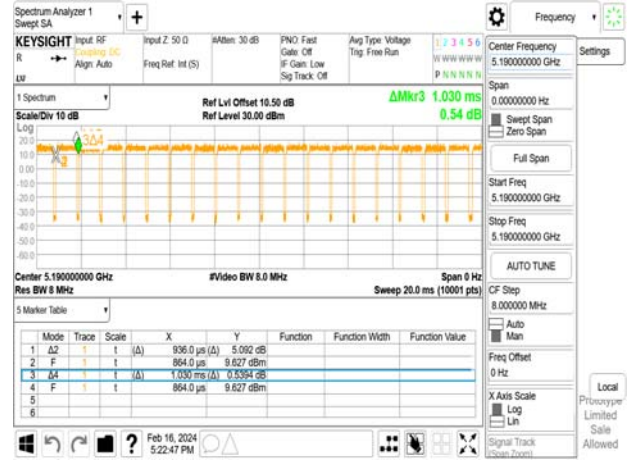 Spectrum Analyzer 1
Swept SA
Frequency
KEYSIGHT
R
Input: RF
Coupling: DC
Align: Auto
Input Z: 50 Ω
Freq Ref: Int (S)
#Atten: 30 dB
PNO: Fast
Gate: Off
IF Gain: Low
Sig Track: Off
Avg Type: Voltage
Trig: Free Run
1 2 3 4 5 6
W W W W W W
P N N N N N
1 Spectrum
Scale/Div 10 dB
Log
Ref Lvl Offset 10.50 dB
Ref Level 30.00 dBm
ΔMkr3 1.030 ms
0.54 dB
20.0
10.0
0.00
-10.0
-20.0
-30.0
-40.0
-50.0
-60.0
3Δ4
Center 5.190000000 GHz
Res BW 8 MHz
#Video BW 8.0 MHz
Span 0 Hz
Sweep 20.0 ms (10001 pts)
5 Marker Table
Mode Trace Scale X Y Function Function Width Function Value
1 Δ2 1 t (Δ) 936.0 µs (Δ) 5.092 dB
2 F 1 t 864.0 µs 9.627 dBm
3 Δ4 1 t (Δ) 1.030 ms (Δ) 0.5394 dB
4 F 1 t 864.0 µs 9.627 dBm
5
6
Feb 16, 2024
5:22:47 PM
Center Frequency
5.190000000 GHz
Settings
Span
0.00000000 Hz
Swept Span
Zero Span
Full Span
Start Freq
5.190000000 GHz
Stop Freq
5.190000000 GHz
AUTO TUNE
CF Step
8.000000 MHz
Auto
Man
Freq Offset
0 Hz
X Axis Scale
Log
Lin
Signal Track
(Span Zoom)
Local
Prototype
Limited
Sale
Allowed